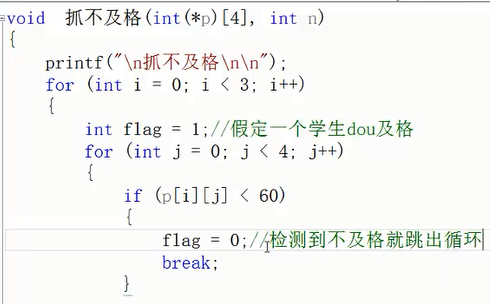 void 抓不及格(int(*p)[4], int n)
{
printf("\n抓不及格\n\n");
for (int i = 0; i < 3; i++)
{
int flag = 1;//假定一个学生dou及格
for (int j = 0; j < 4; j++)
{
if (p[i][j] < 60)
{
flag = 0;//检测到不及格就跳出循环
break;
}